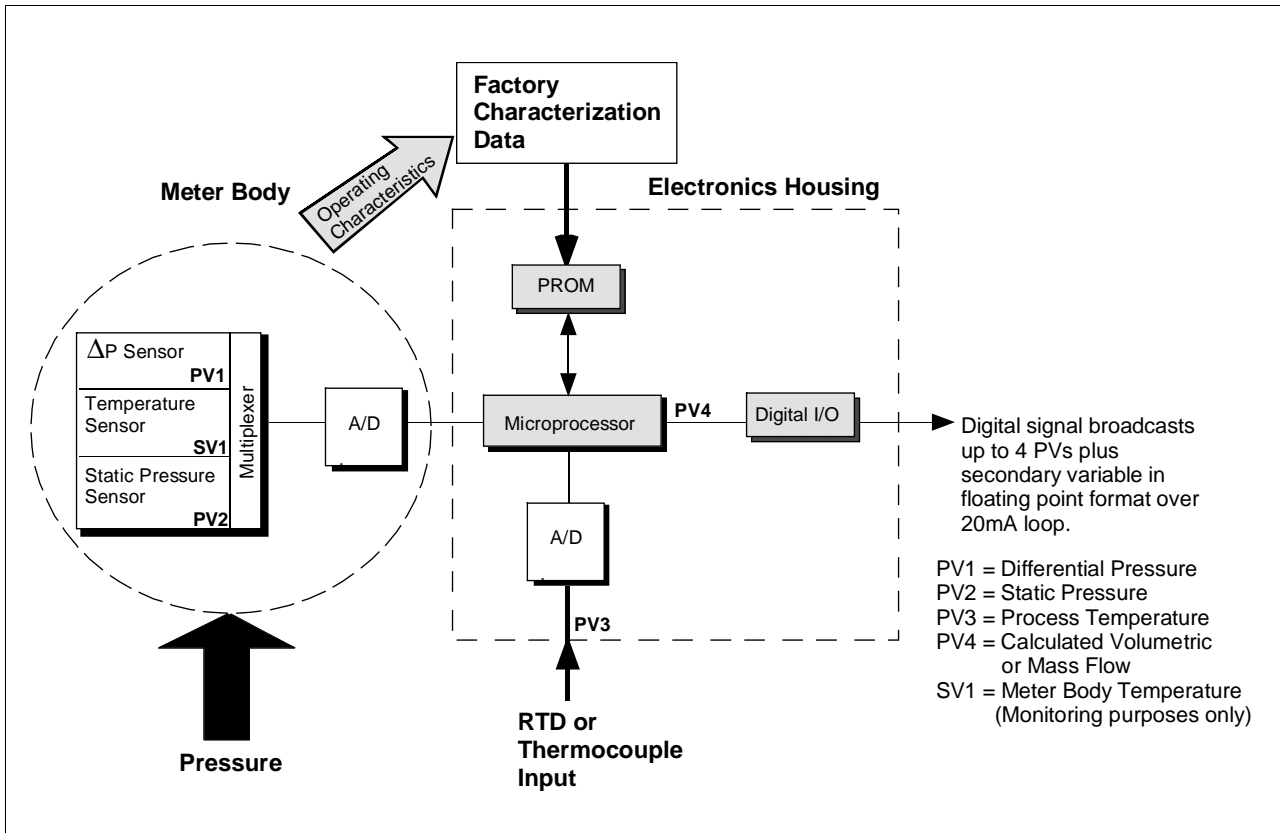 Factory
Characterization
Data
Operating
Characteristics
Meter Body
Electronics Housing
PROM
ΔP Sensor
PV1
Temperature
Sensor
SV1
Static Pressure
Sensor
PV2
Multiplexer
A/D
Microprocessor
PV4
Digital I/O
Digital signal broadcasts
up to 4 PVs plus
secondary variable in
floating point format over
20mA loop.
A/D
PV3
RTD or
Thermocouple
Input
Pressure
PV1 = Differential Pressure
PV2 = Static Pressure
PV3 = Process Temperature
PV4 = Calculated Volumetric
or Mass Flow
SV1 = Meter Body Temperature
(Monitoring purposes only)